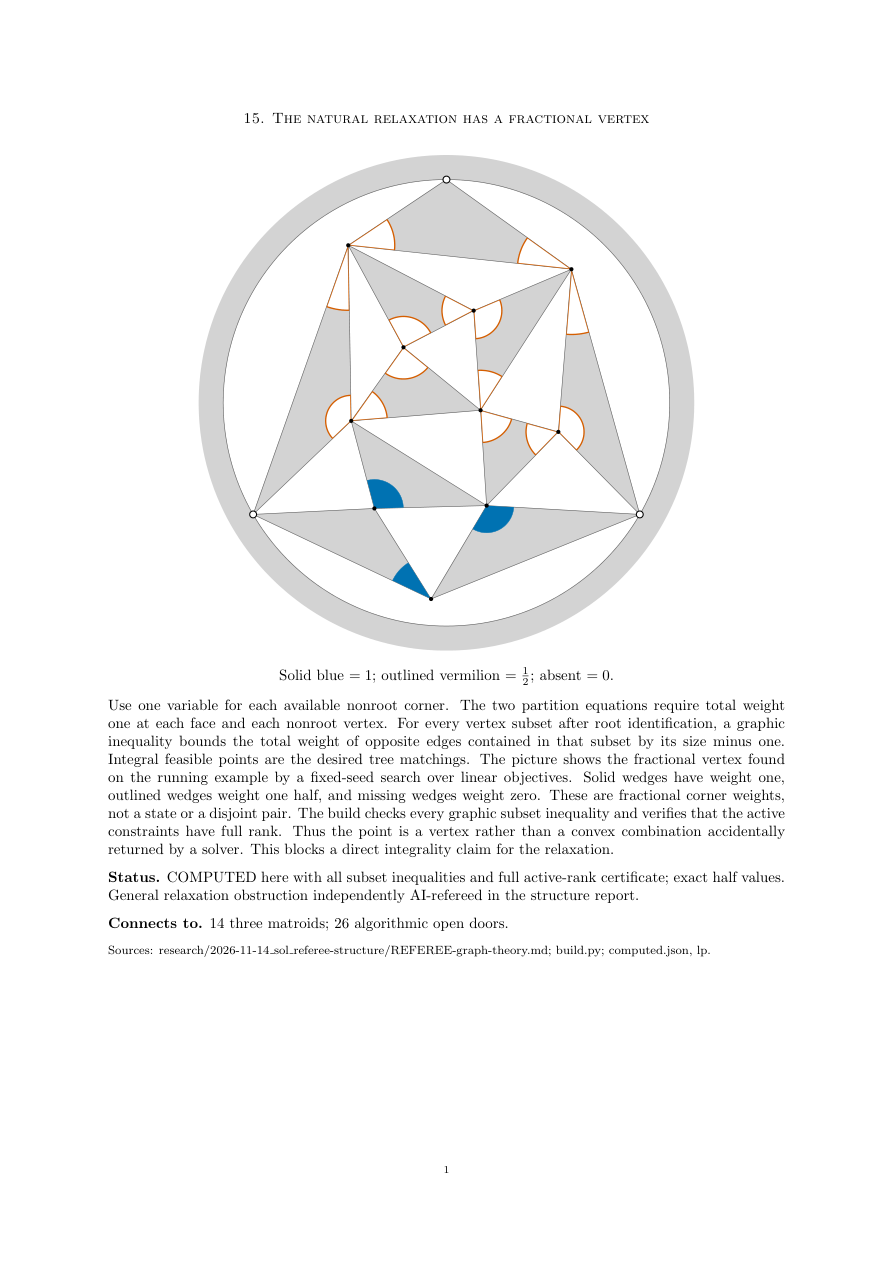 15. The natural relaxation has a fractional vertex
Solid blue = 1; outlined vermilion = 1/2; absent = 0.
Use one variable for each available nonroot corner. The two partition equations require total weight
one at each face and each nonroot vertex. For every vertex subset after root identification, a graphic
inequality bounds the total weight of opposite edges contained in that subset by its size minus one.
Integral feasible points are the desired tree matchings. The picture shows the fractional vertex found
on the running example by a fixed-seed search over linear objectives. Solid wedges have weight one,
outlined wedges weight one half, and missing wedges weight zero. These are fractional corner weights,
not a state or a disjoint pair. The build checks every graphic subset inequality and verifies that the active
constraints have full rank. Thus the point is a vertex rather than a convex combination accidentally
returned by a solver. This blocks a direct integrality claim for the relaxation.
Status. COMPUTED here with all subset inequalities and full active-rank certificate; exact half values.
General relaxation obstruction independently AI-refereed in the structure report.
Connects to. 14 three matroids; 26 algorithmic open doors.
Sources: research/2026-11-14_sol_referee-structure/REFEREE-graph-theory.md; build.py; computed.json, lp.
1